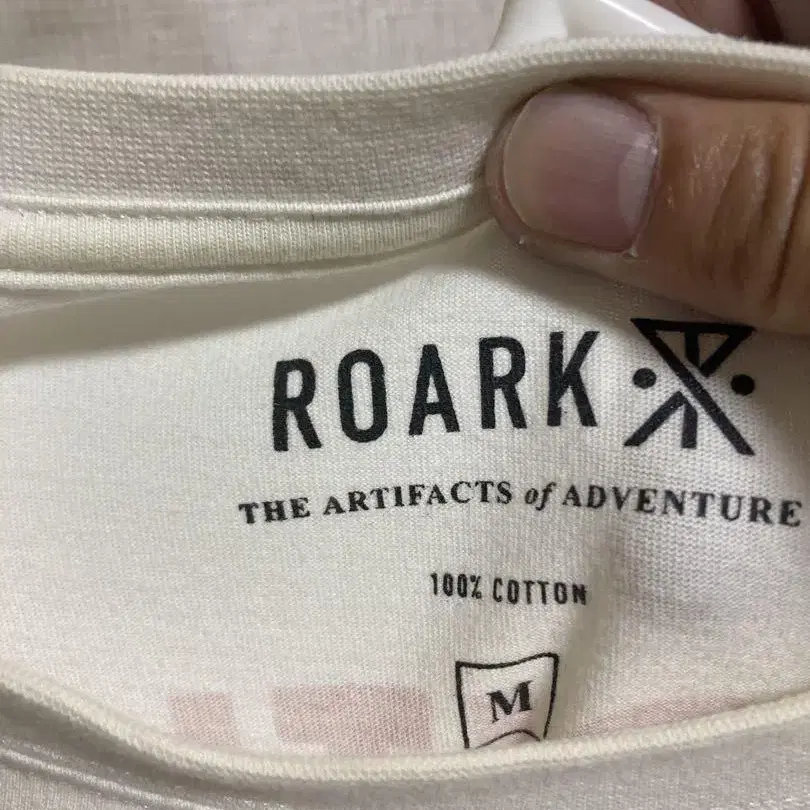 ROARK
THE ARTIFACTS of ADVENTURE
100% COTTON
M